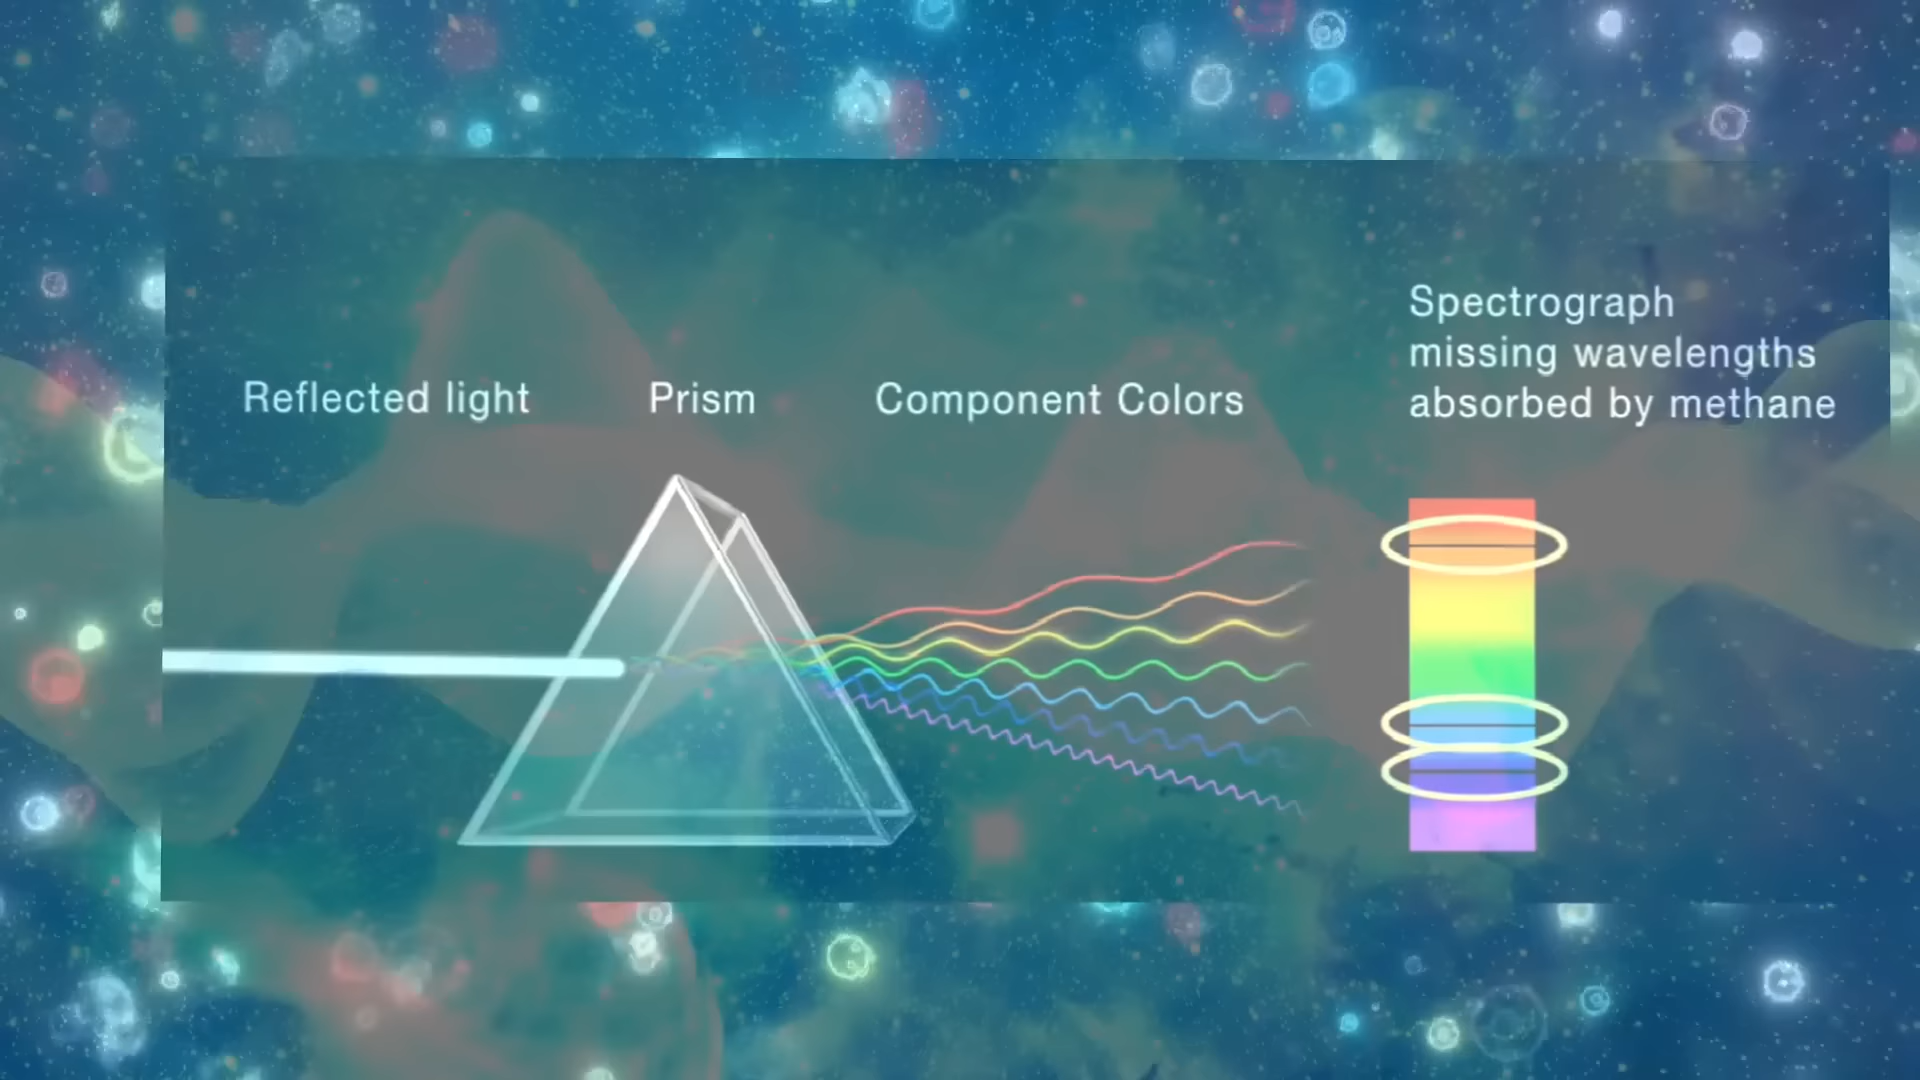 Reflected light
Prism
Component Colors
Spectrograph
missing wavelengths
absorbed by methane